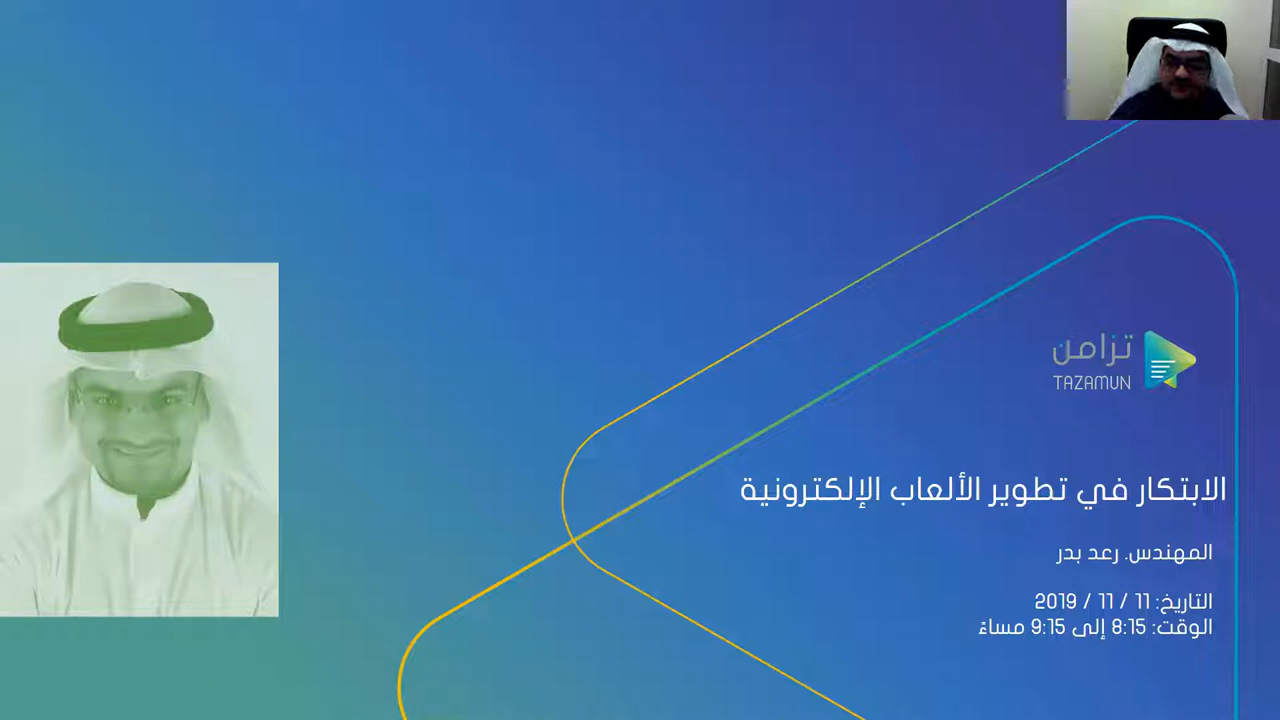 تزامن
TAZAMUN
الابتكار في تطوير الألعاب الإلكترونية
المهندس. رعد بدر
التاريخ: 11 / 11 / 2019
الوقت: 8:15 إلى 9:15 مساءً